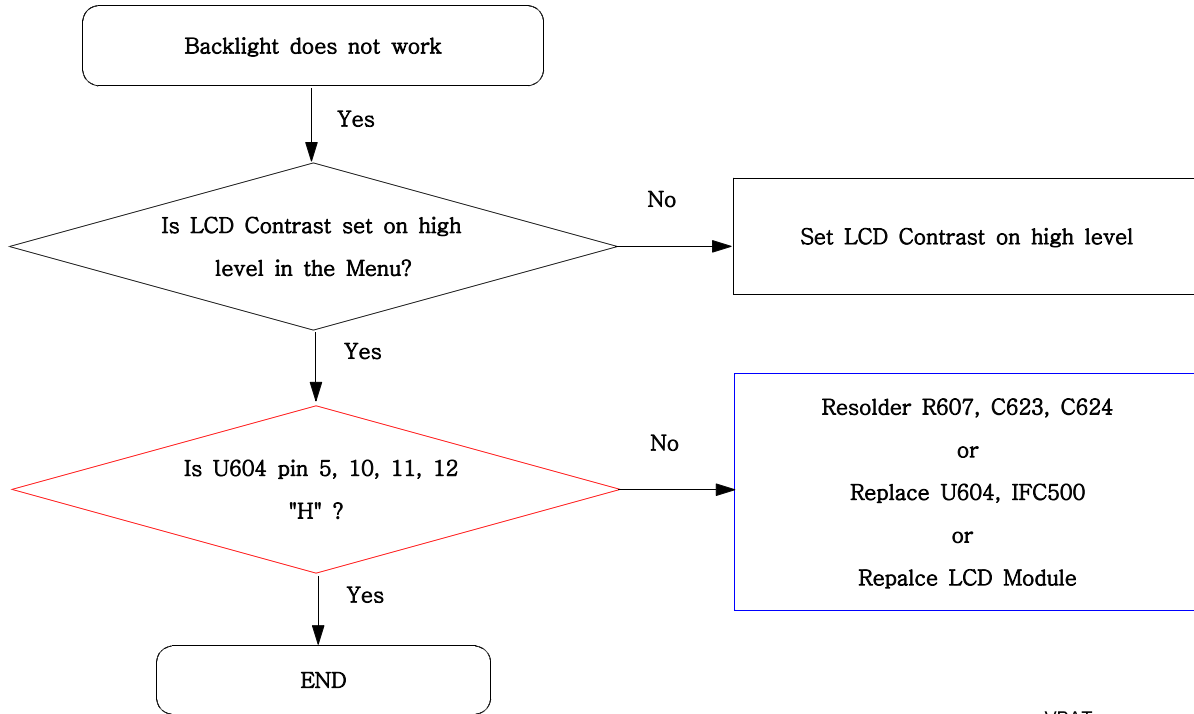 Backlight does not work
Yes
Is LCD Contrast set on high
level in the Menu?
No
Set LCD Contrast on high level
Yes
Is U604 pin 5, 10, 11, 12
"H" ?
No
Resolder R607, C623, C624
or
Replace U604, IFC500
or
Repalce LCD Module
Yes
END